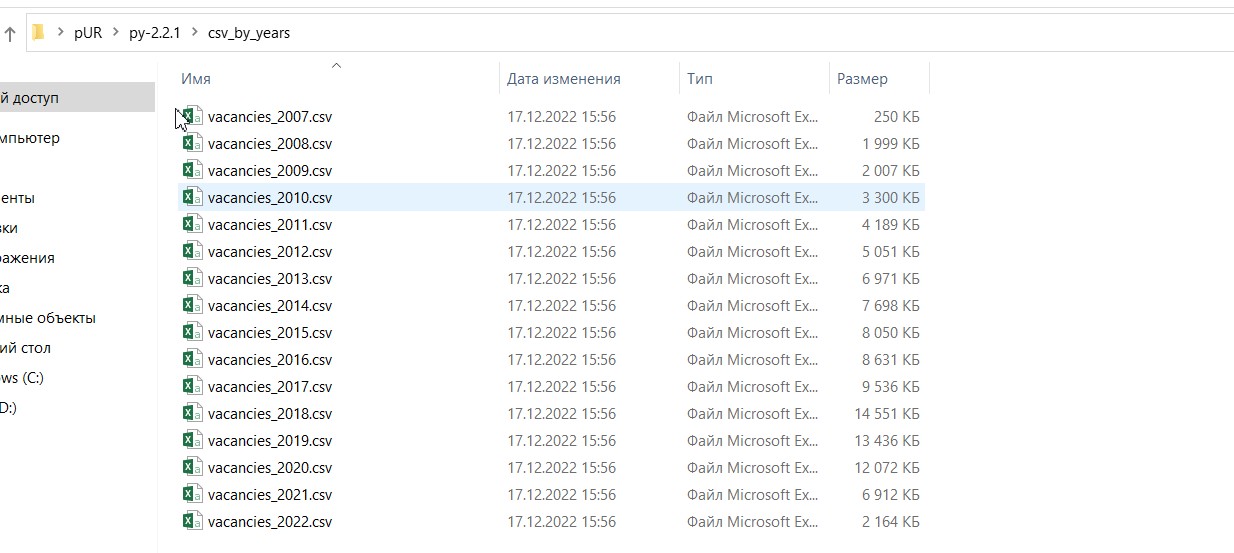 pUR py-2.2.1 csv_by_years
Имя Дата изменения Тип Размер
й доступ
мпьютер
енты
вки
ражения
ка
мные объекты
ий стол
ws (C:)
D:)
vacancies_2007.csv 17.12.2022 15:56 Файл Microsoft Ex... 250 КБ
vacancies_2008.csv 17.12.2022 15:56 Файл Microsoft Ex... 1 999 КБ
vacancies_2009.csv 17.12.2022 15:56 Файл Microsoft Ex... 2 007 КБ
vacancies_2010.csv 17.12.2022 15:56 Файл Microsoft Ex... 3 300 КБ
vacancies_2011.csv 17.12.2022 15:56 Файл Microsoft Ex... 4 189 КБ
vacancies_2012.csv 17.12.2022 15:56 Файл Microsoft Ex... 5 051 КБ
vacancies_2013.csv 17.12.2022 15:56 Файл Microsoft Ex... 6 971 КБ
vacancies_2014.csv 17.12.2022 15:56 Файл Microsoft Ex... 7 698 КБ
vacancies_2015.csv 17.12.2022 15:56 Файл Microsoft Ex... 8 050 КБ
vacancies_2016.csv 17.12.2022 15:56 Файл Microsoft Ex... 8 631 КБ
vacancies_2017.csv 17.12.2022 15:56 Файл Microsoft Ex... 9 536 КБ
vacancies_2018.csv 17.12.2022 15:56 Файл Microsoft Ex... 14 551 КБ
vacancies_2019.csv 17.12.2022 15:56 Файл Microsoft Ex... 13 436 КБ
vacancies_2020.csv 17.12.2022 15:56 Файл Microsoft Ex... 12 072 КБ
vacancies_2021.csv 17.12.2022 15:56 Файл Microsoft Ex... 6 912 КБ
vacancies_2022.csv 17.12.2022 15:56 Файл Microsoft Ex... 2 164 КБ